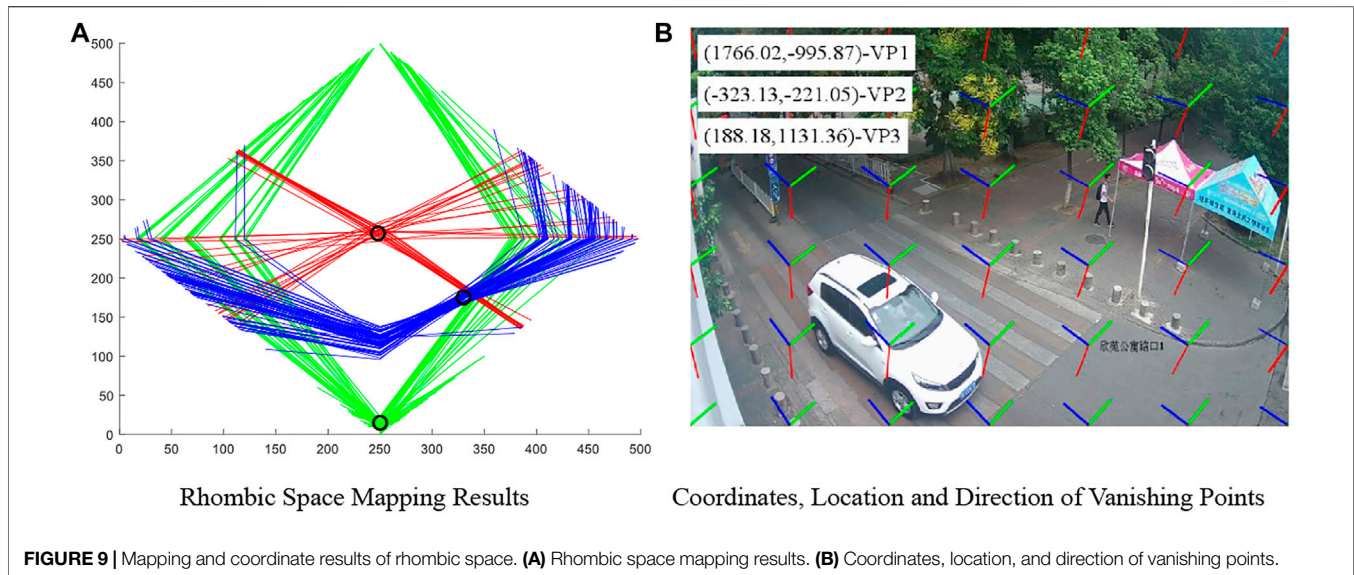 A
500
450
400
350
300
250
200
150
100
50
0
0 50 100 150 200 250 300 350 400 450 500
Rhombic Space Mapping Results
B
(1766.02,-995.87)-VP1
(-323.13,-221.05)-VP2
(188.18,1131.36)-VP3
欣苑公寓路口1
Coordinates, Location and Direction of Vanishing Points
FIGURE 9 | Mapping and coordinate results of rhombic space. (A) Rhombic space mapping results. (B) Coordinates, location, and direction of vanishing points.